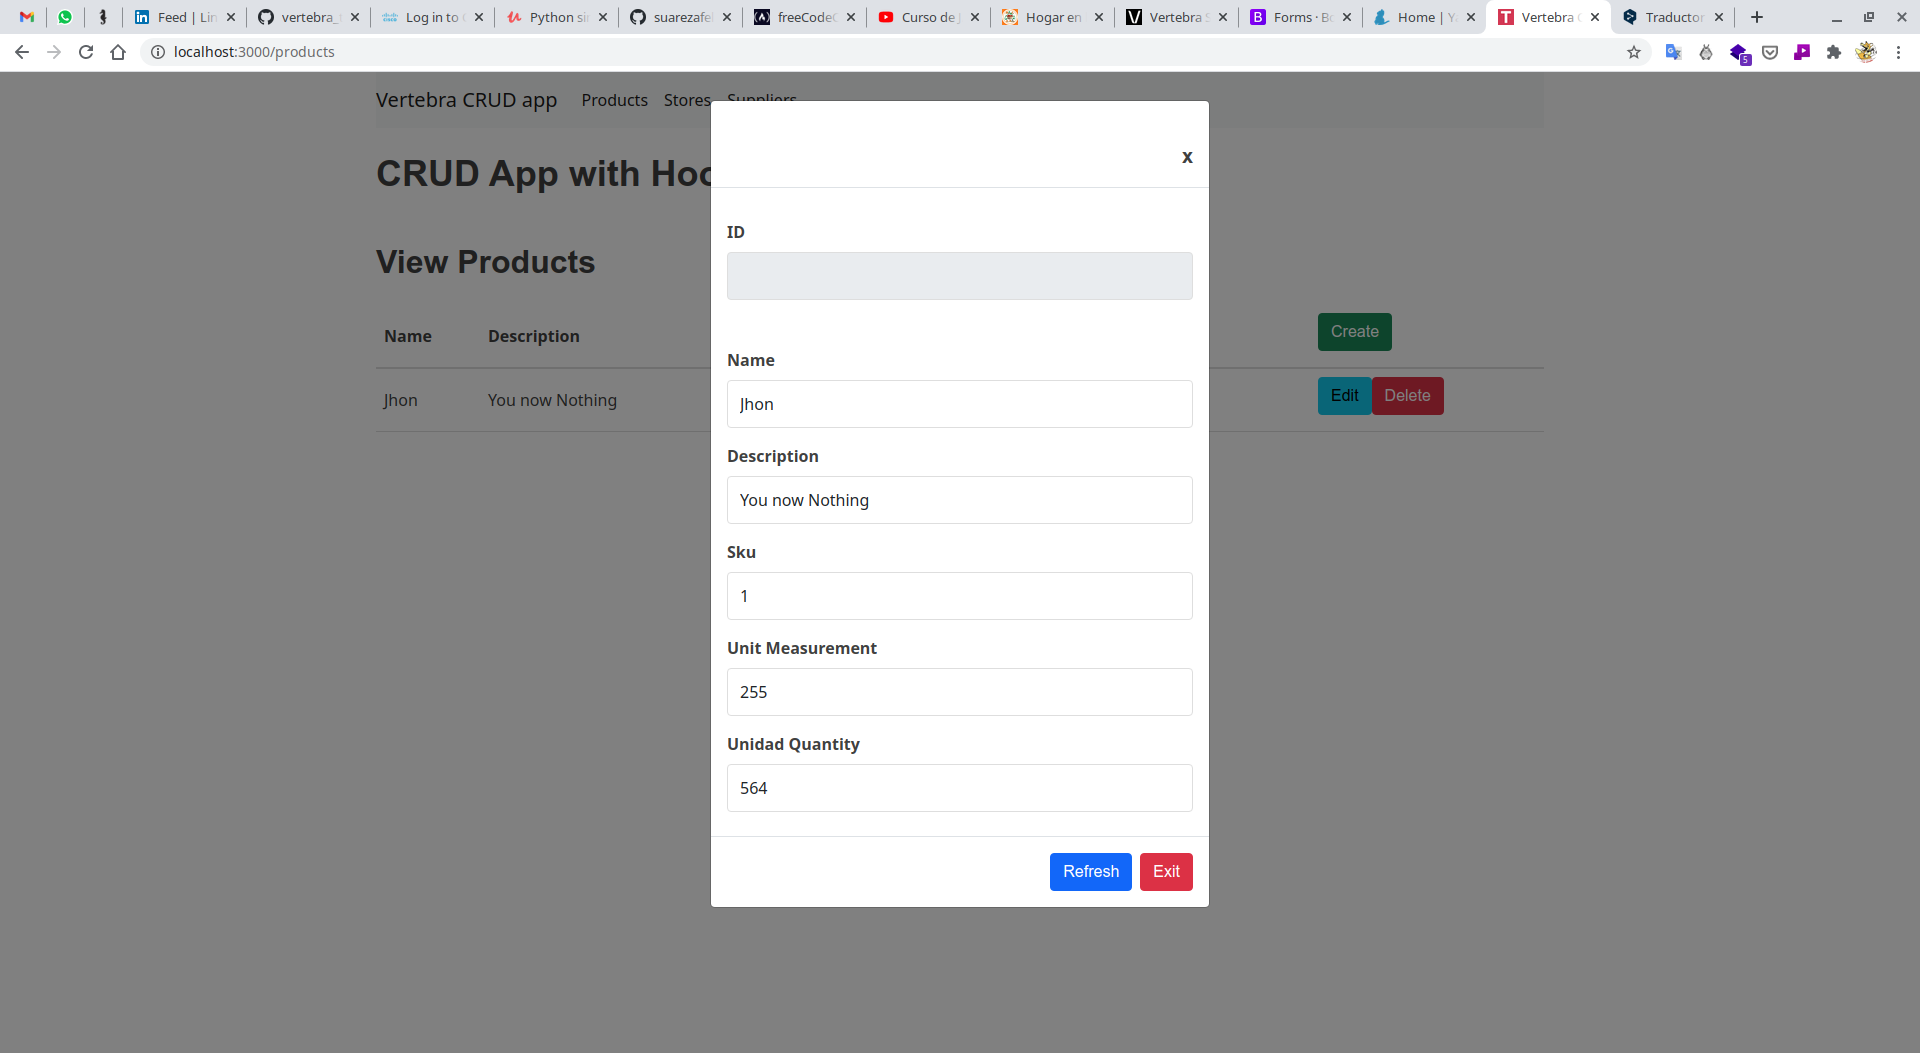 Feed | Lin
vertebra_
Log in to
Python si
suarezafe
freeCode
Curso de
Hogar en
Vertebra S
Forms · Bo
Home | Y
Vertebra
Traductor
localhost:3000/products
5
Vertebra CRUD app
Products
Stores
Suppliers
CRUD App with Hoo
x
View Products
ID
Name
Description
Create
Jhon
You now Nothing
Edit
Delete
Name
Jhon
Description
You now Nothing
Sku
1
Unit Measurement
255
Unidad Quantity
564
Refresh
Exit